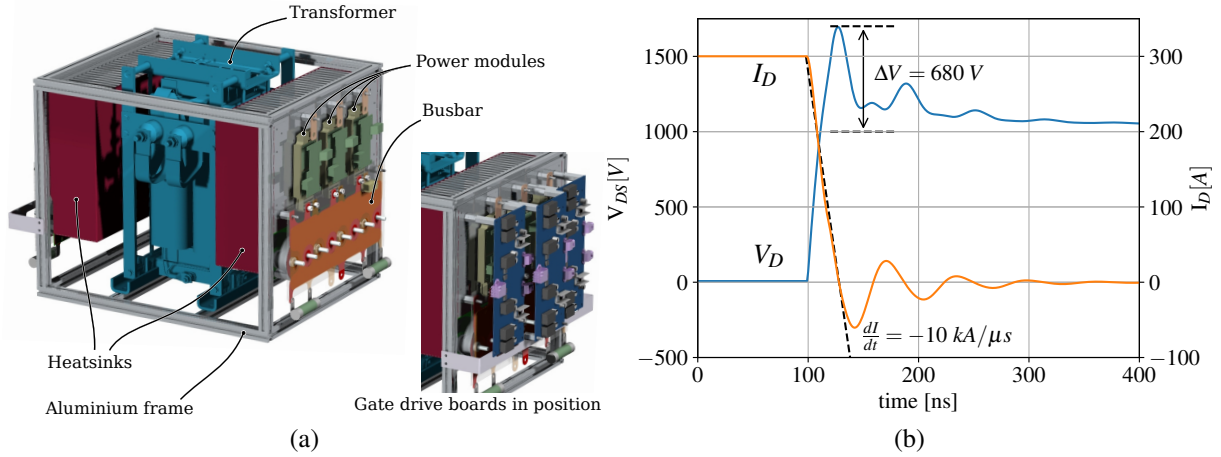 Transformer
Power modules
Busbar
Heatsinks
Aluminium frame
Gate drive boards in position
(a)
1500
1000
500
0
−500
V_DS[V]
I_D
V_D
ΔV = 680 V
dI/dt = −10 kA/μs
300
200
100
0
−100
I_D[A]
0
100
200
300
400
time [ns]
(b)